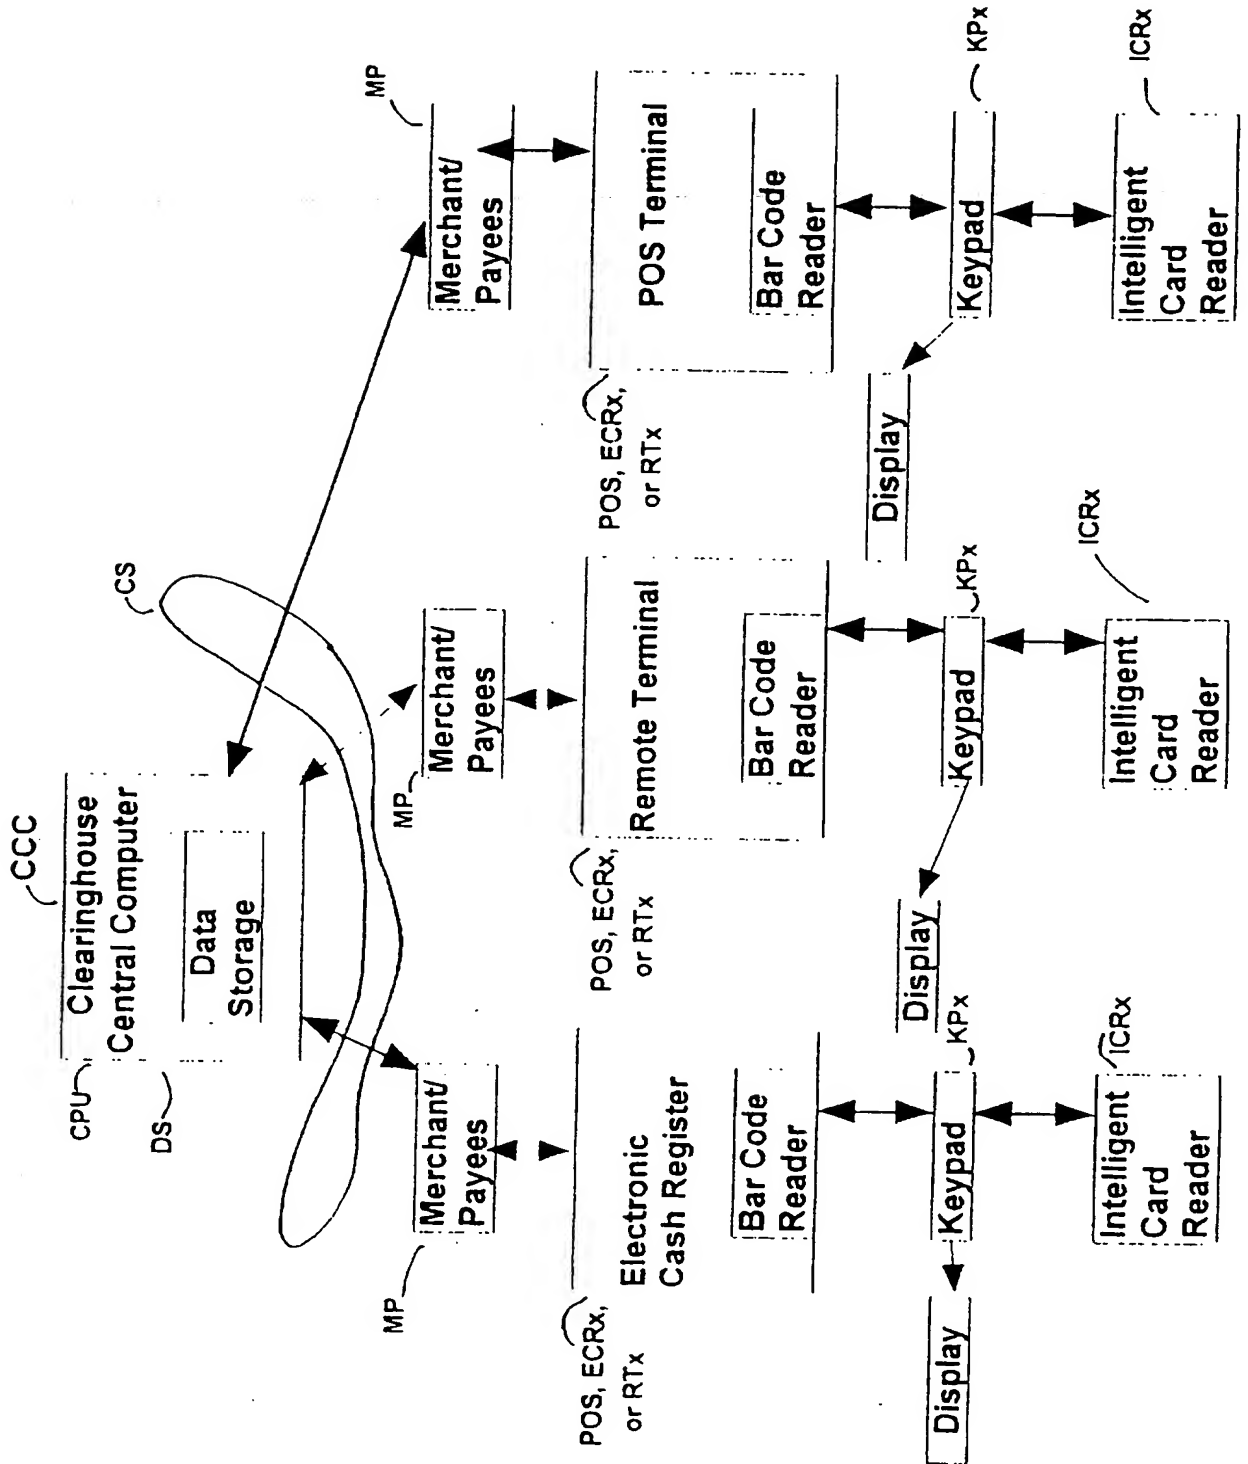 CCC
Clearinghouse
Central Computer
CPU
DS
Data
Storage
CS
MP
Merchant/
Payees
MP
Merchant/
Payees
MP
Merchant/
Payees
POS, ECRx,
or RTx
Electronic
Cash Register
POS, ECRx,
or RTx
Remote Terminal
POS, ECRx,
or RTx
POS Terminal
Bar Code
Reader
Bar Code
Reader
Bar Code
Reader
Display
Keypad
KPx
Display
Keypad
KPx
Display
Keypad
KPx
Intelligent
Card
Reader
ICRx
Intelligent
Card
Reader
ICRx
Intelligent
Card
Reader
ICRx